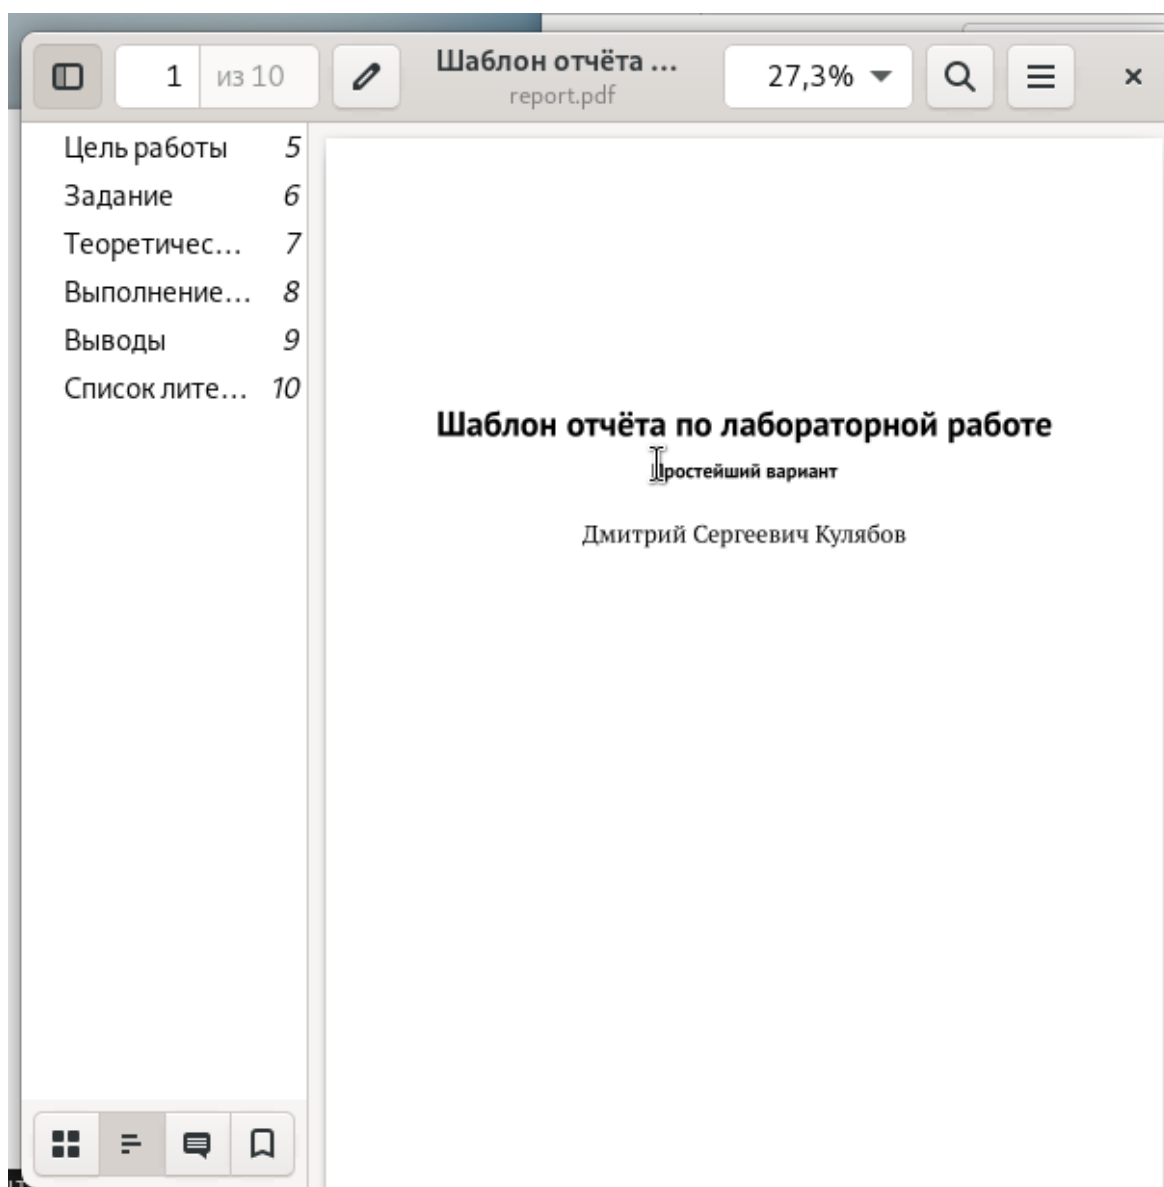 1 из 10
Шаблон отчёта ...
report.pdf
27,3%
Цель работы 5
Задание 6
Теоретичес... 7
Выполнение... 8
Выводы 9
Список лите... 10
Шаблон отчёта по лабораторной работе
Простейший вариант
Дмитрий Сергеевич Кулябов